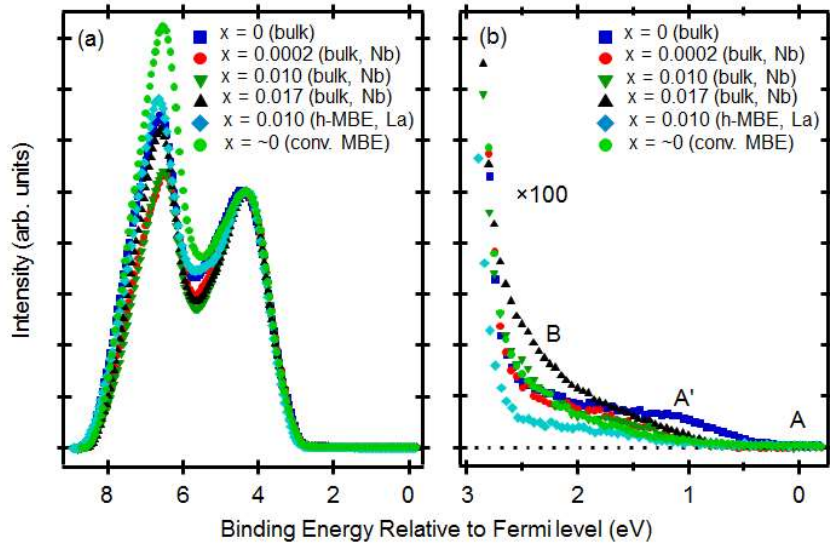 (a)
x = 0 (bulk)
x = 0.0002 (bulk, Nb)
x = 0.010 (bulk, Nb)
x = 0.017 (bulk, Nb)
x = 0.010 (h-MBE, La)
x = ~0 (conv. MBE)
(b)
x = 0 (bulk)
x = 0.0002 (bulk, Nb)
x = 0.010 (bulk, Nb)
x = 0.017 (bulk, Nb)
x = 0.010 (h-MBE, La)
x = ~0 (conv. MBE)
×100
B
A'
A
Intensity (arb. units)
8 6 4 2 0
3 2 1 0
Binding Energy Relative to Fermi level (eV)